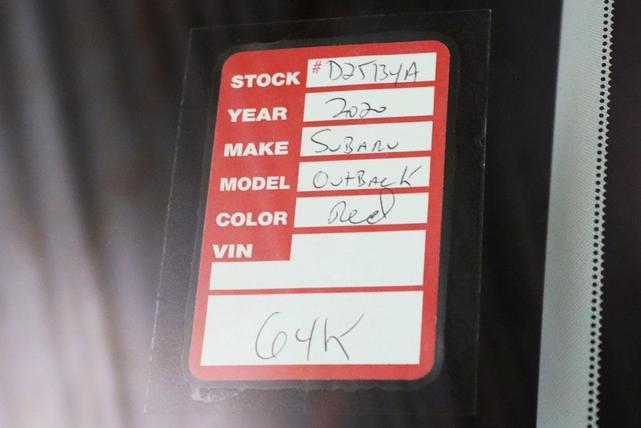 STOCK #D25134A
YEAR 2020
MAKE SUBARU
MODEL OUTBACK
COLOR Red
VIN
64K